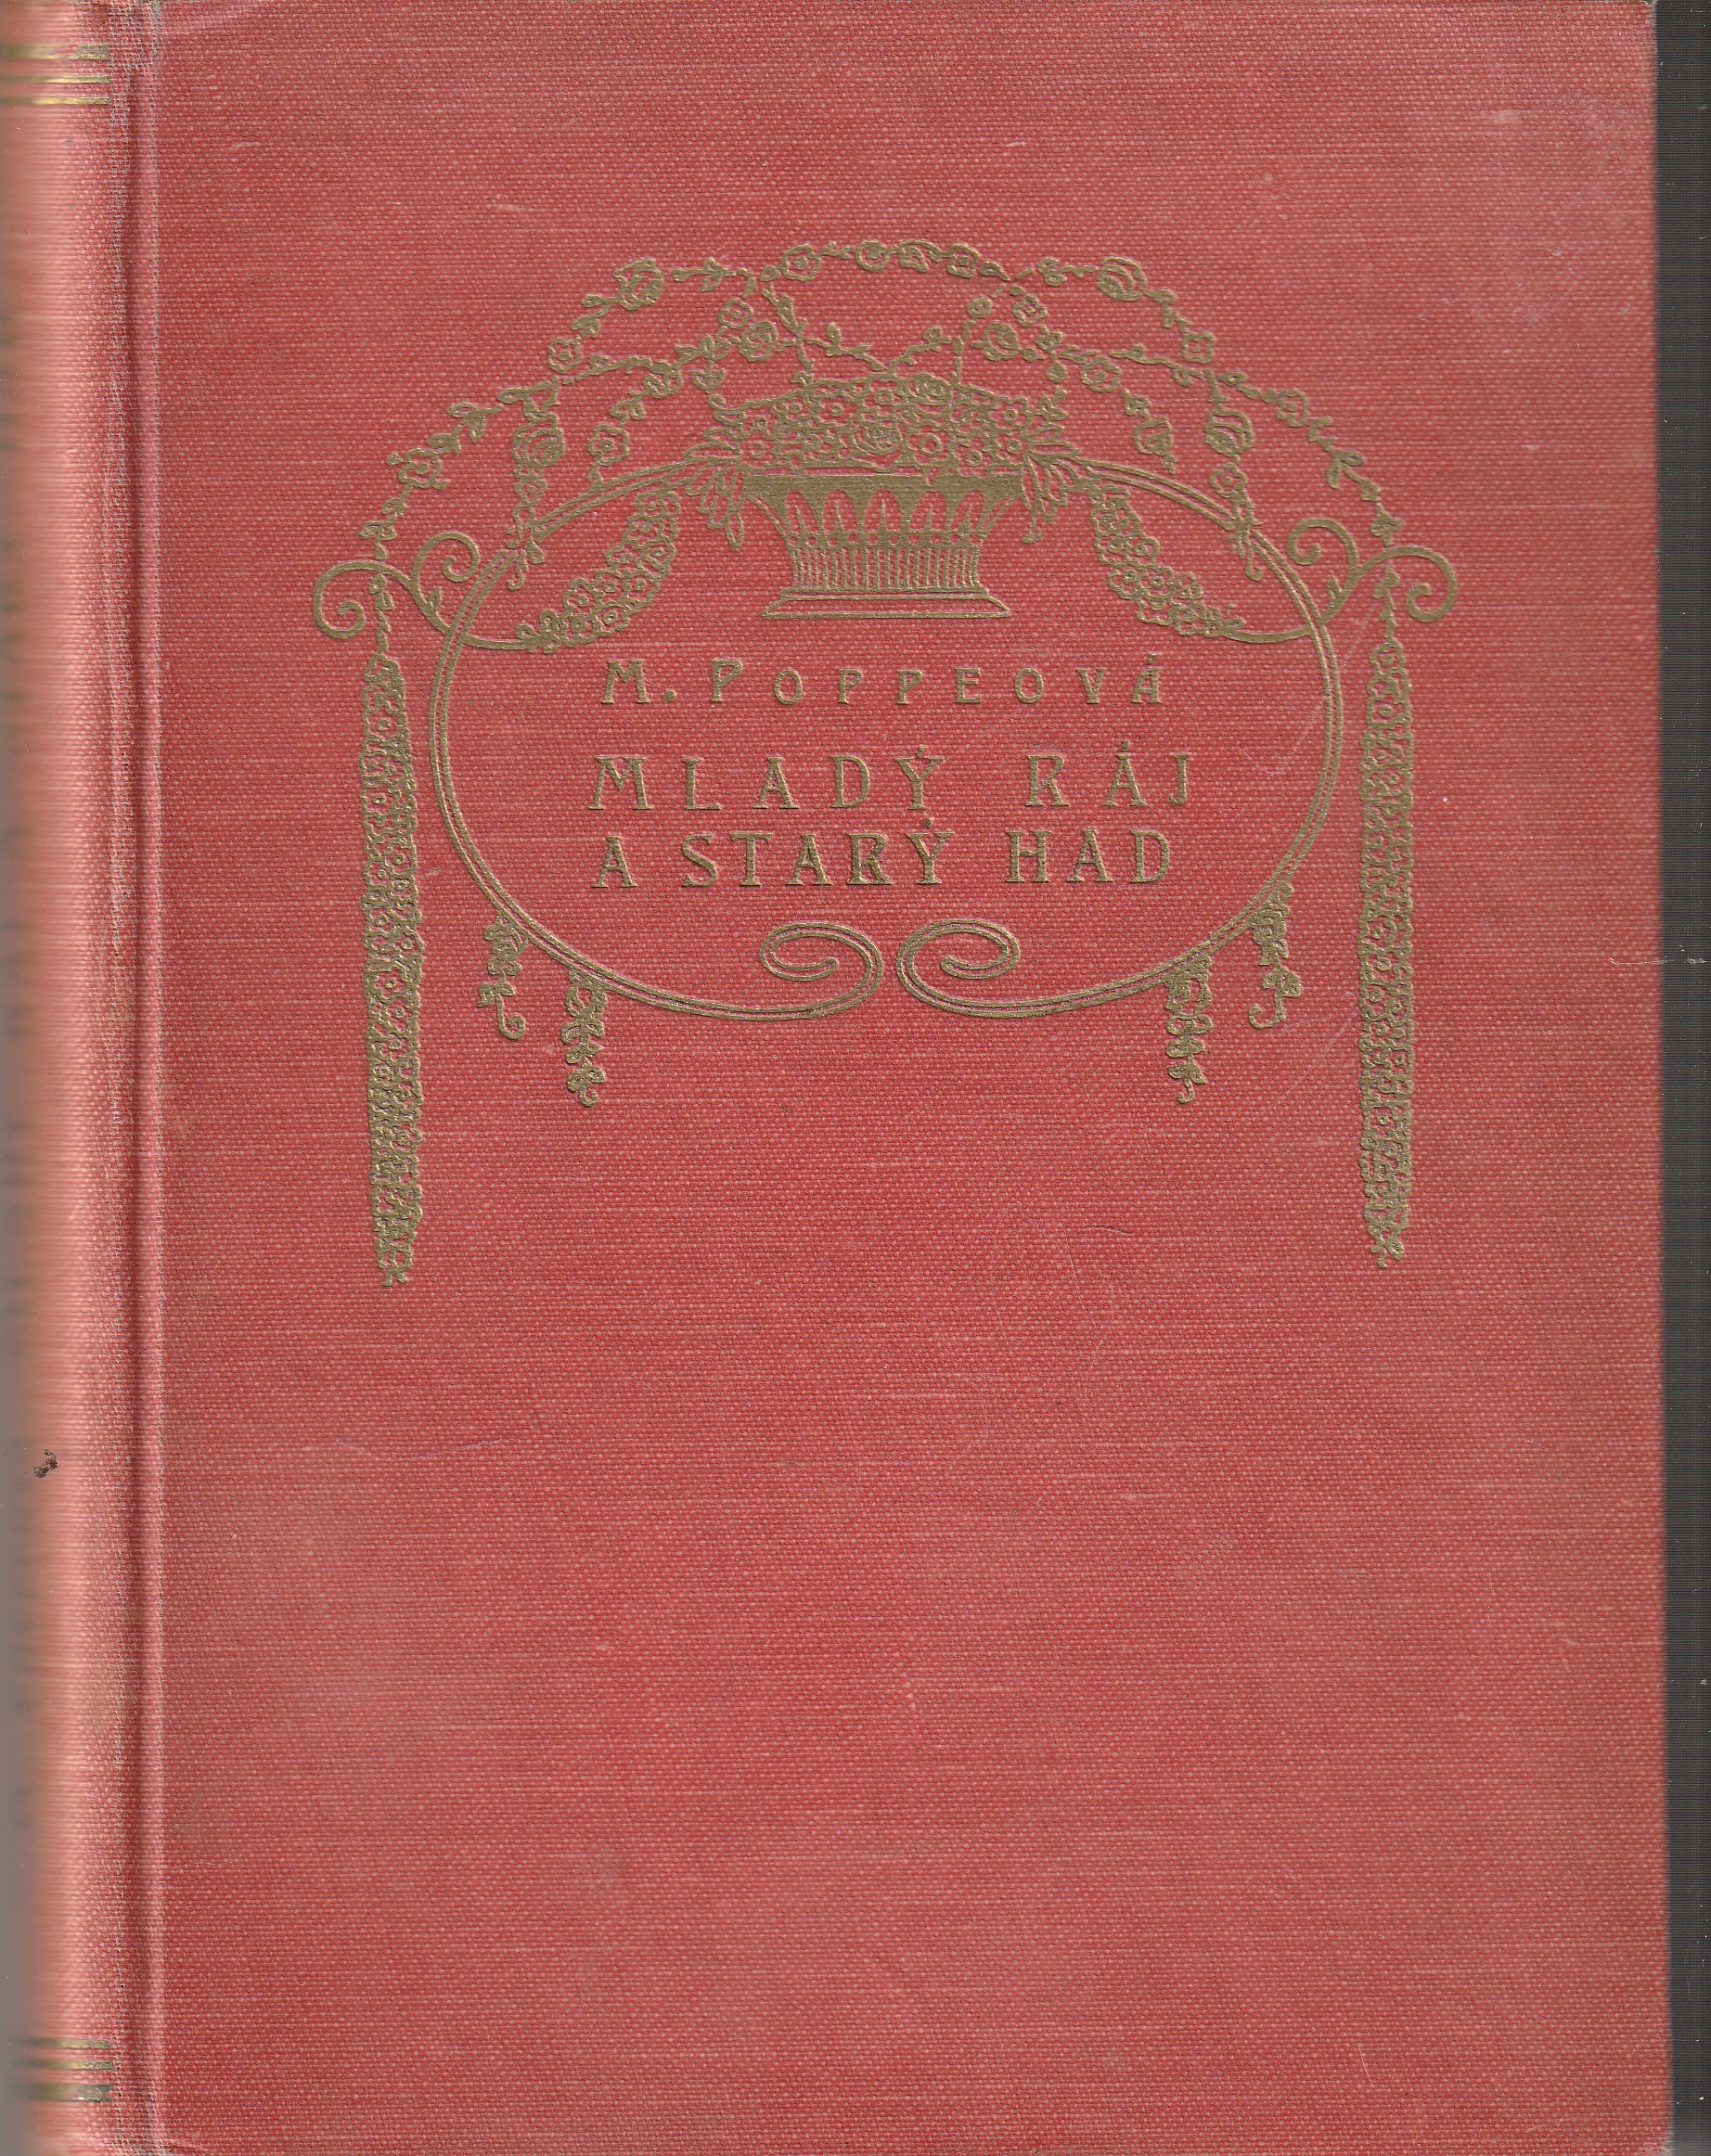 M. POPPEOVÁ
MLADÝ RÁJ
A STARÝ HAD